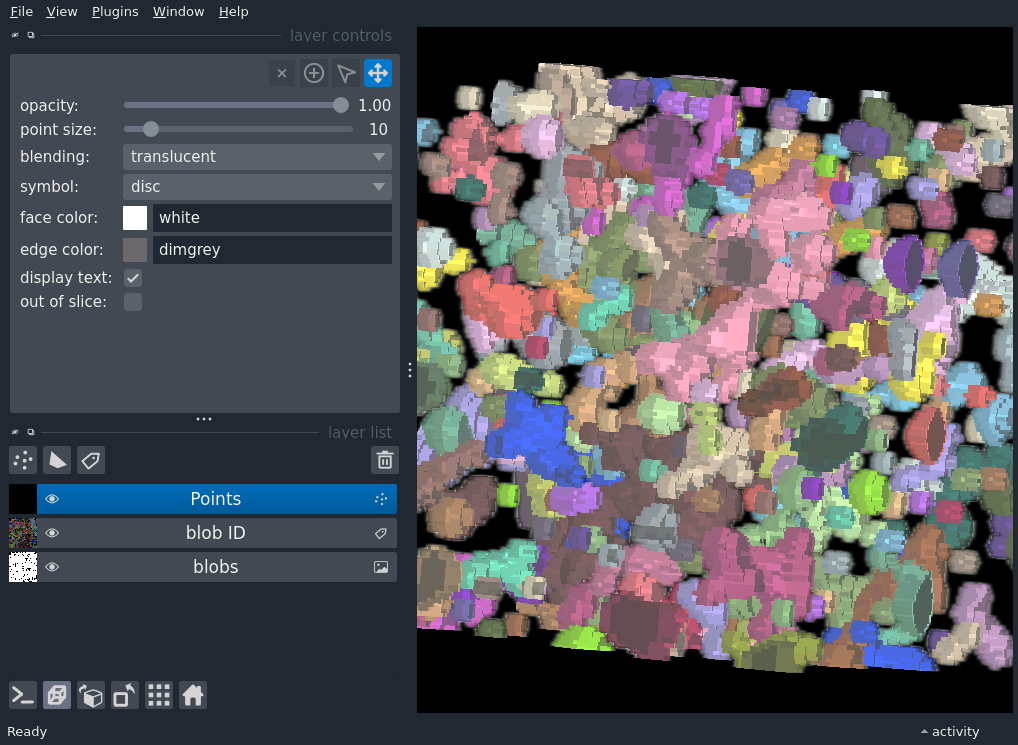 File View Plugins Window Help
layer controls
opacity: 1.00
point size: 10
blending: translucent
symbol: disc
face color: white
edge color: dimgrey
display text:
out of slice:
layer list
Points
blob ID
blobs
Ready activity